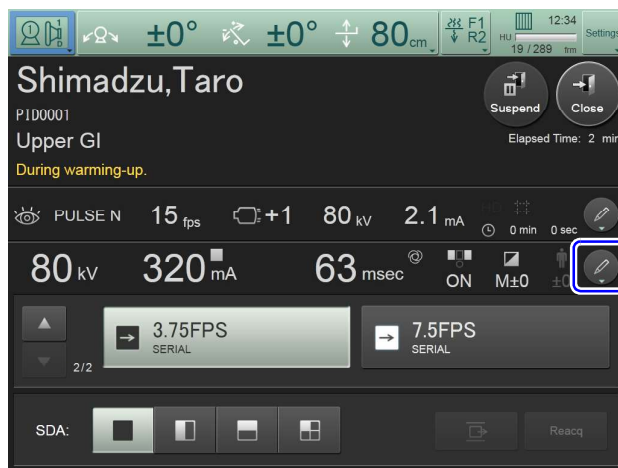 ±0° ±0° 80cm F1 R2 HU 12:34 19 / 289 frm Settings
Shimadzu,Taro
PID0001
Suspend Close
Upper GI
Elapsed Time: 2 min
During warming-up.
PULSE N 15 fps +1 80 kV 2.1 mA 0 min 0 sec
80 kV 320 mA 63 msec ON M±0 ±0
3.75FPS
SERIAL
7.5FPS
SERIAL
2/2
SDA: Reacq